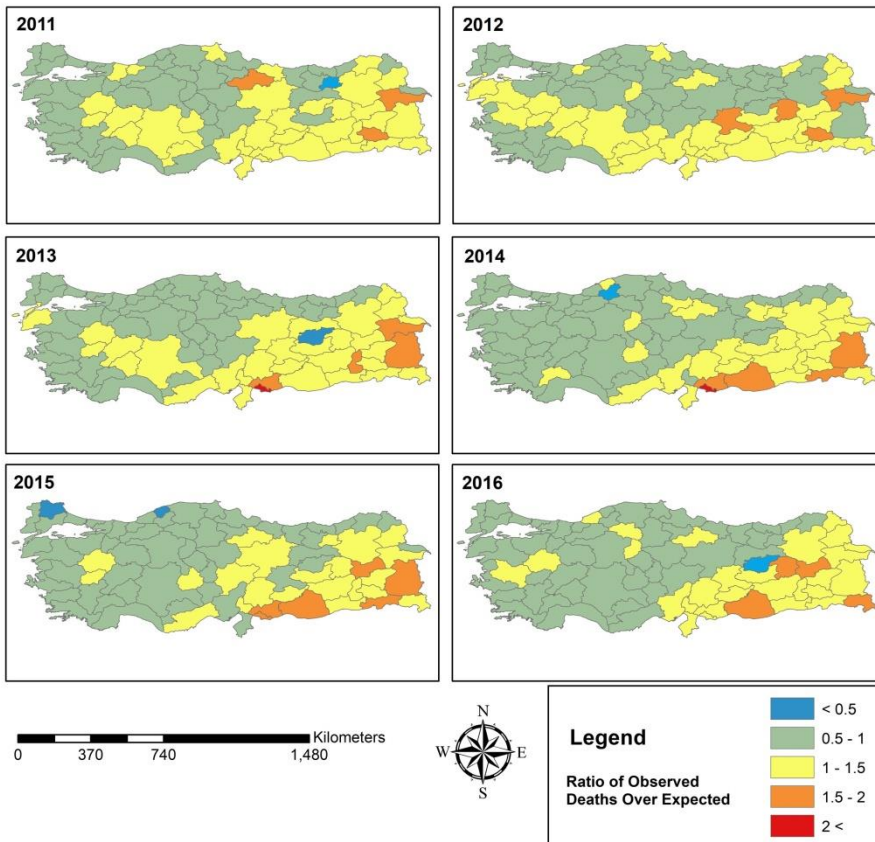 2011
2012
2013
2014
2015
2016
Kilometers
0 370 740 1,480
N
W E
S
Legend
Ratio of Observed
Deaths Over Expected
< 0.5
0.5 - 1
1 - 1.5
1.5 - 2
2 <